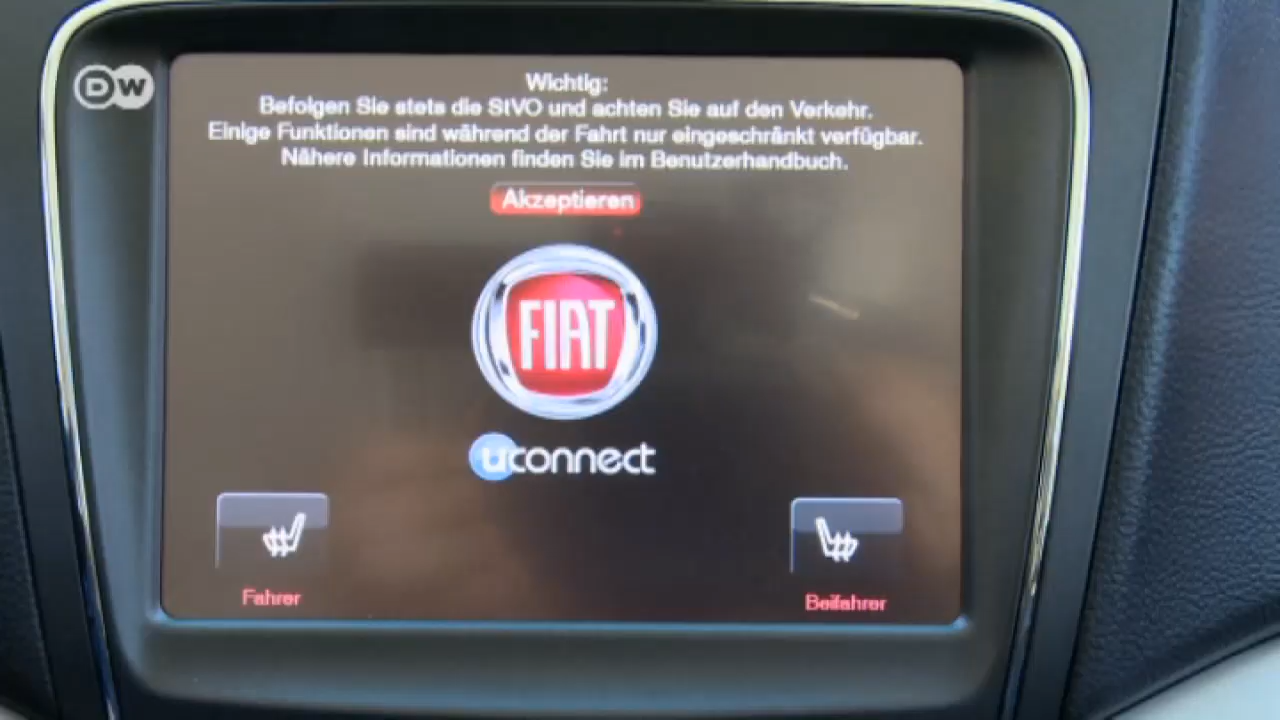 DW
Wichtig:
Befolgen Sie stets die StVO und achten Sie auf den Verkehr.
Einige Funktionen sind während der Fahrt nur eingeschränkt verfügbar.
Nähere Informationen finden Sie im Benutzerhandbuch.
Akzeptieren
FIAT
uconnect
Fahrer
Beifahrer